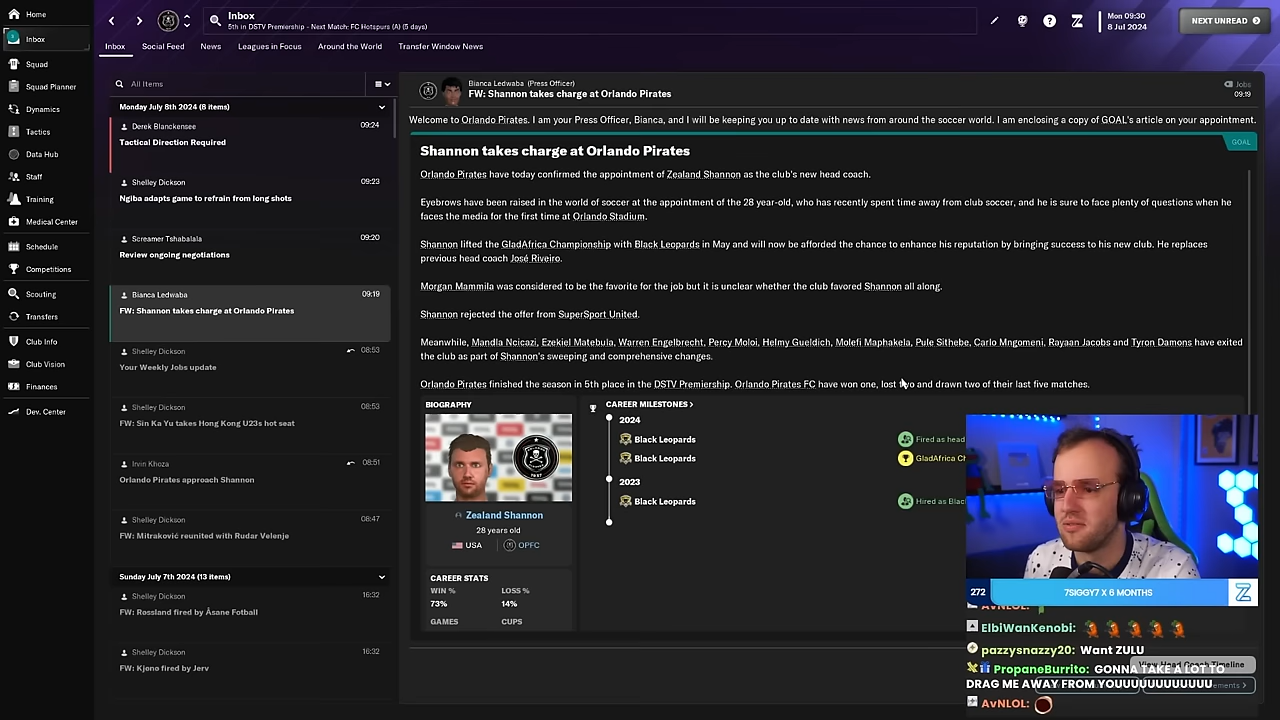 Home
Inbox
Squad
Squad Planner
Dynamics
Tactics
Data Hub
Staff
Training
Medical Center
Schedule
Competitions
Scouting
Transfers
Club Info
Club Vision
Finances
Dev. Center
Inbox
5th in DSTV Premiership - Next Match: FC Hotspurs (A) (5 days)
Mon 09:30
8 Jul 2024
NEXT UNREAD
Inbox Social Feed News Leagues in Focus Around the World Transfer Window News
All Items
Monday July 8th 2024 (8 items)
Derek Blanckensee 09:24
Tactical Direction Required
Shelley Dickson 09:23
Ngiba adapts game to refrain from long shots
Screamer Tshabalala 09:20
Review ongoing negotiations
Bianca Ledwaba 09:19
FW: Shannon takes charge at Orlando Pirates
Shelley Dickson 08:53
Your Weekly Jobs update
Shelley Dickson 08:53
FW: Sin Ka Yu takes Hong Kong U23s hot seat
Irvin Khoza 08:51
Orlando Pirates approach Shannon
Shelley Dickson 08:47
FW: Mitraković reunited with Rudar Velenje
Sunday July 7th 2024 (13 items)
Shelley Dickson 16:32
FW: Røssland fired by Åsane Fotball
Shelley Dickson 16:32
FW: Kjønø fired by Jerv
Bianca Ledwaba (Press Officer)
FW: Shannon takes charge at Orlando Pirates
Jobs
09:19
Welcome to Orlando Pirates. I am your Press Officer, Bianca, and I will be keeping you up to date with news from around the soccer world. I am enclosing a copy of GOAL's article on your appointment.
GOAL
Shannon takes charge at Orlando Pirates
Orlando Pirates have today confirmed the appointment of Zealand Shannon as the club's new head coach.
Eyebrows have been raised in the world of soccer at the appointment of the 28 year-old, who has recently spent time away from club soccer, and he is sure to face plenty of questions when he
faces the media for the first time at Orlando Stadium.
Shannon lifted the GladAfrica Championship with Black Leopards in May and will now be afforded the chance to enhance his reputation by bringing success to his new club. He replaces
previous head coach José Riveiro.
Morgan Mammila was considered to be the favorite for the job but it is unclear whether the club favored Shannon all along.
Shannon rejected the offer from SuperSport United.
Meanwhile, Mandla Ncicazi, Ezekiel Matebula, Warren Engelbrecht, Percy Moloi, Helmy Gueldich, Molefi Maphakela, Pule Sithebe, Carlo Mngomeni, Rayaan Jacobs and Tyron Damons have exited
the club as part of Shannon's sweeping and comprehensive changes.
Orlando Pirates finished the season in 5th place in the DSTV Premiership. Orlando Pirates FC have won one, lost two and drawn two of their last five matches.
BIOGRAPHY
Zealand Shannon
28 years old
USA OPFC
CAREER STATS
WIN % LOSS %
73% 14%
GAMES CUPS
CAREER MILESTONES >
2024
Black Leopards Fired as head
Black Leopards GladAfrica Ch
2023
Black Leopards Hired as Blac
272 7SIGGY7 X 6 MONTHS Z
AvNLOL:
ElbiWanKenobi:
pazzysnazzy20: Want ZULU
PropaneBurrito: GONNA TAKE A LOT TO
DRAG ME AWAY FROM YOUUUUUUUUUUUU
AvNLOL:
View Head Coach Timeline